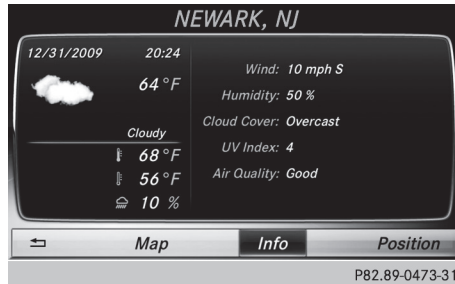 NEWARK, NJ
12/31/2009 20:24
64°F
Cloudy
68°F
56°F
10 %
Wind: 10 mph S
Humidity: 50 %
Cloud Cover: Overcast
UV Index: 4
Air Quality: Good
Map Info Position
P82.89-0473-31